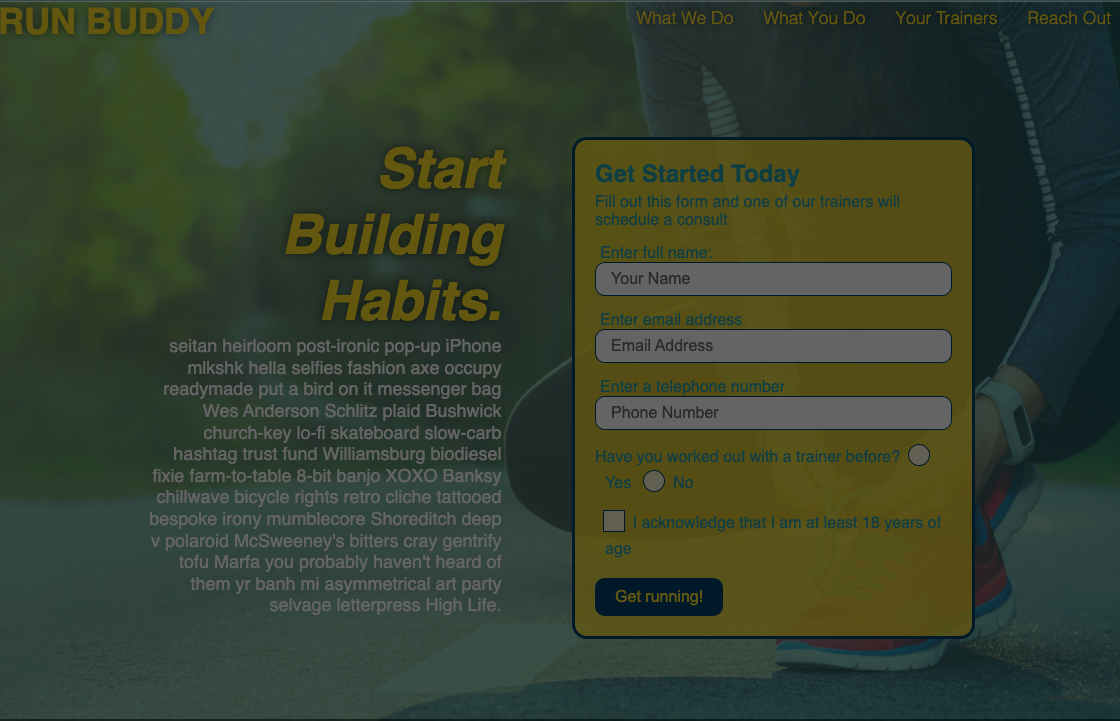 RUN BUDDY
What We Do
What You Do
Your Trainers
Reach Out
Start
Building
Habits.
seitan heirloom post-ironic pop-up iPhone
mlkshk hella selfies fashion axe occupy
readymade put a bird on it messenger bag
Wes Anderson Schlitz plaid Bushwick
church-key lo-fi skateboard slow-carb
hashtag trust fund Williamsburg biodiesel
fixie farm-to-table 8-bit banjo XOXO Banksy
chillwave bicycle rights retro cliche tattooed
bespoke irony mumblecore Shoreditch deep
v polaroid McSweeney's bitters cray gentrify
tofu Marfa you probably haven't heard of
them yr banh mi asymmetrical art party
selvage letterpress High Life.
Get Started Today
Fill out this form and one of our trainers will
schedule a consult
Enter full name:
Your Name
Enter email address
Email Address
Enter a telephone number
Phone Number
Have you worked out with a trainer before?
Yes No
I acknowledge that I am at least 18 years of
age
Get running!